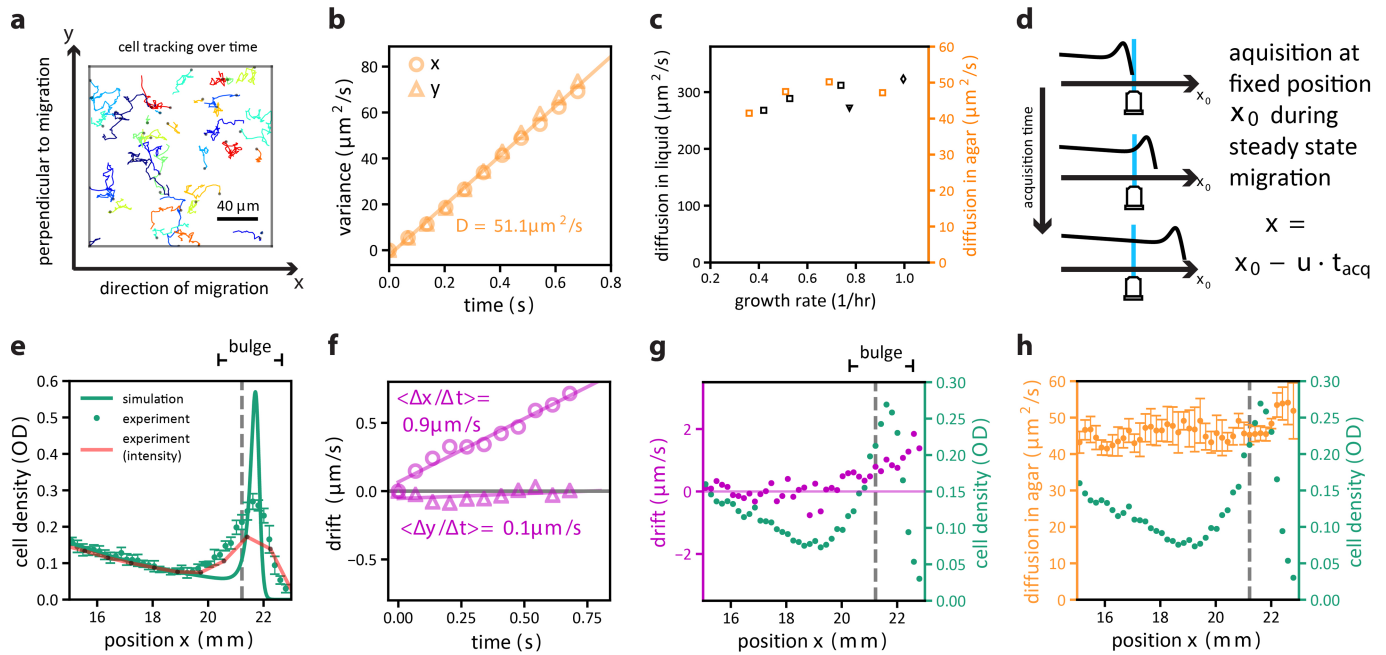 a
y
cell tracking over time
perpendicular to migration
40 μm
direction of migration
x
b
variance (μm²/s)
80
60
40
20
0
x
y
D = 51.1μm²/s
0.0 0.2 0.4 0.6 0.8
time (s)
c
diffusion in liquid (μm²/s)
300
200
100
0
60
50
40
30
20
10
0
diffusion in agar (μm²/s)
0.2 0.4 0.6 0.8 1.0
growth rate (1/hr)
d
acquisition time
x₀
x₀
x₀
aquisition at
fixed position
x₀ during
steady state
migration
x =
x₀ − u · t_acq
e
bulge
cell density (OD)
0.6
0.5
0.4
0.3
0.2
0.1
0.0
simulation
experiment
experiment
(intensity)
16 18 20 22
position x (mm)
f
drift (μm/s)
0.5
0.0
−0.5
<Δx/Δt>=
0.9μm/s
<Δy/Δt>= 0.1μm/s
0.00 0.25 0.50 0.75
time (s)
g
bulge
drift (μm/s)
2
0
−2
0.30
0.25
0.20
0.15
0.10
0.05
0.00
cell density (OD)
16 18 20 22
position x (mm)
h
diffusion in agar (μm²/s)
60
50
40
30
20
10
0
0.30
0.25
0.20
0.15
0.10
0.05
0.00
cell density (OD)
16 18 20 22
position x (mm)